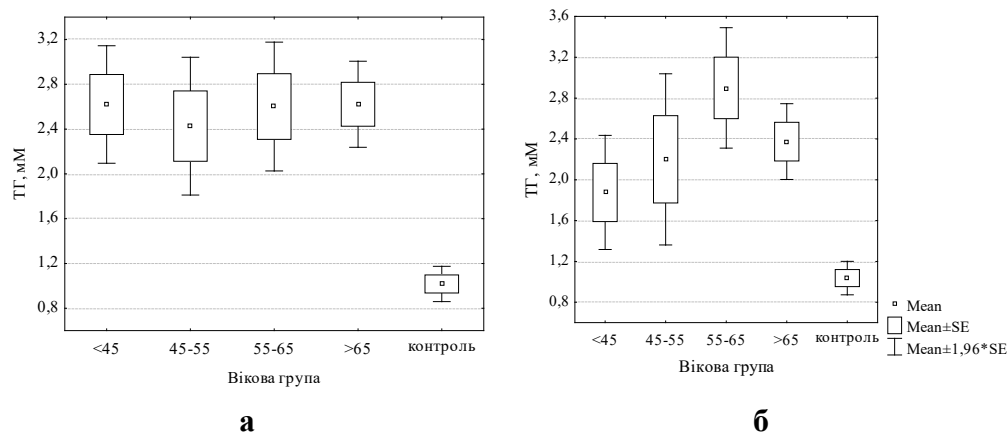 3,2
2,8
2,4
2,0
1,6
1,2
0,8
ТГ, мМ
<45 45-55 55-65 >65 контроль
Вікова група
а
3,6
3,2
2,8
2,4
2,0
1,6
1,2
0,8
ТГ, мМ
<45 45-55 55-65 >65 контроль
Вікова група
б
Mean
Mean±SE
Mean±1,96*SE